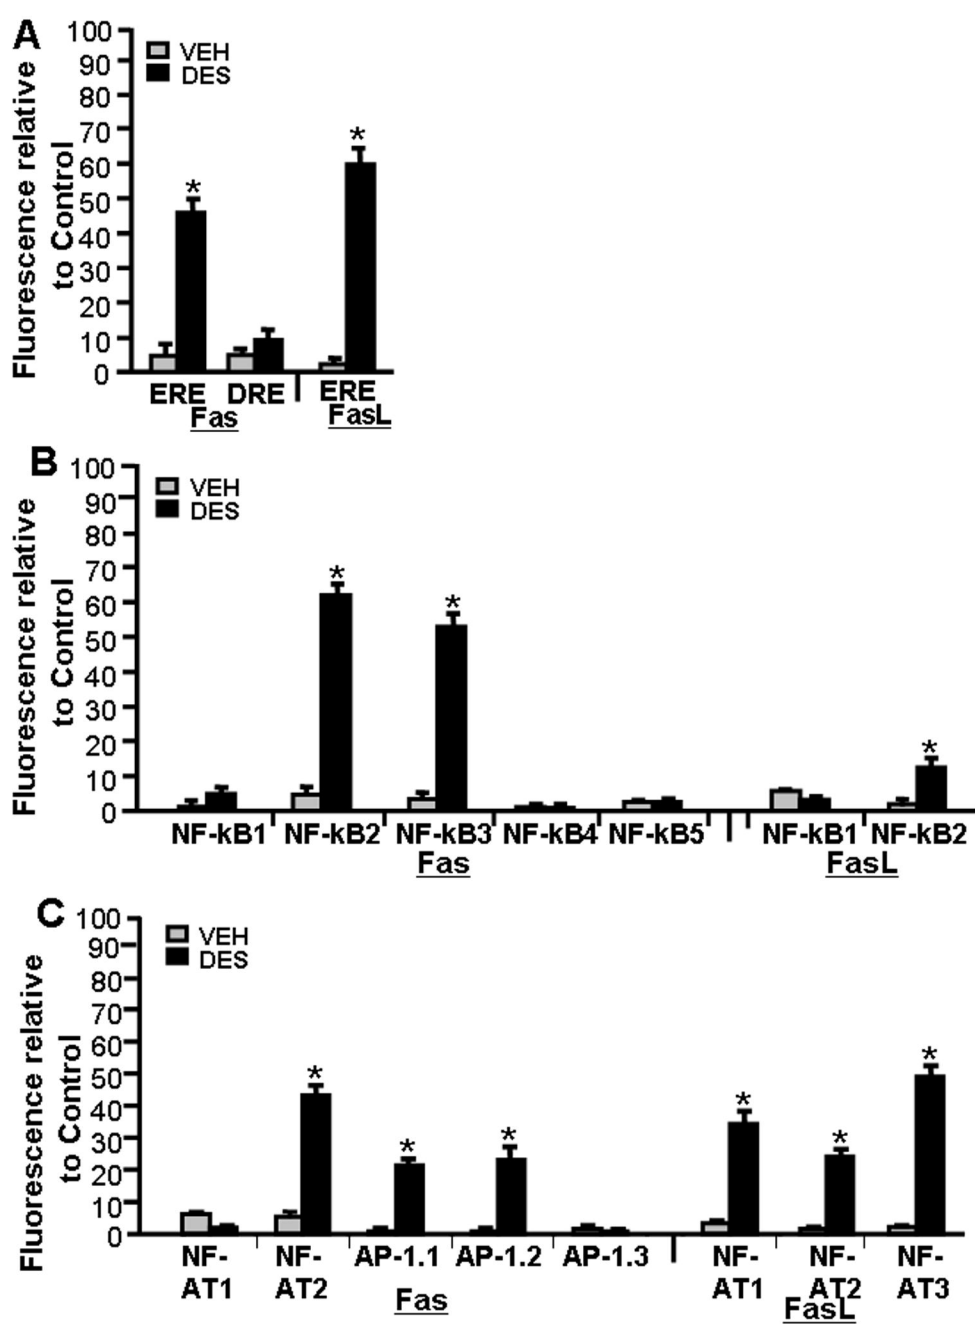 A
Fluorescence relative
to Control
100
90
80
70
60
50
40
30
20
10
0
VEH
DES
*
*
ERE DRE ERE
Fas FasL
B
Fluorescence relative
to Control
100
90
80
70
60
50
40
30
20
10
0
VEH
DES
*
*
*
NF-kB1 NF-kB2 NF-kB3 NF-kB4 NF-kB5 NF-kB1 NF-kB2
Fas FasL
C
Fluorescence relative
to Control
100
90
80
70
60
50
40
30
20
10
0
VEH
DES
*
*
*
*
*
*
NF- NF- AP-1.1 AP-1.2 AP-1.3 NF- NF- NF-
AT1 AT2 AT1 AT2 AT3
Fas FasL